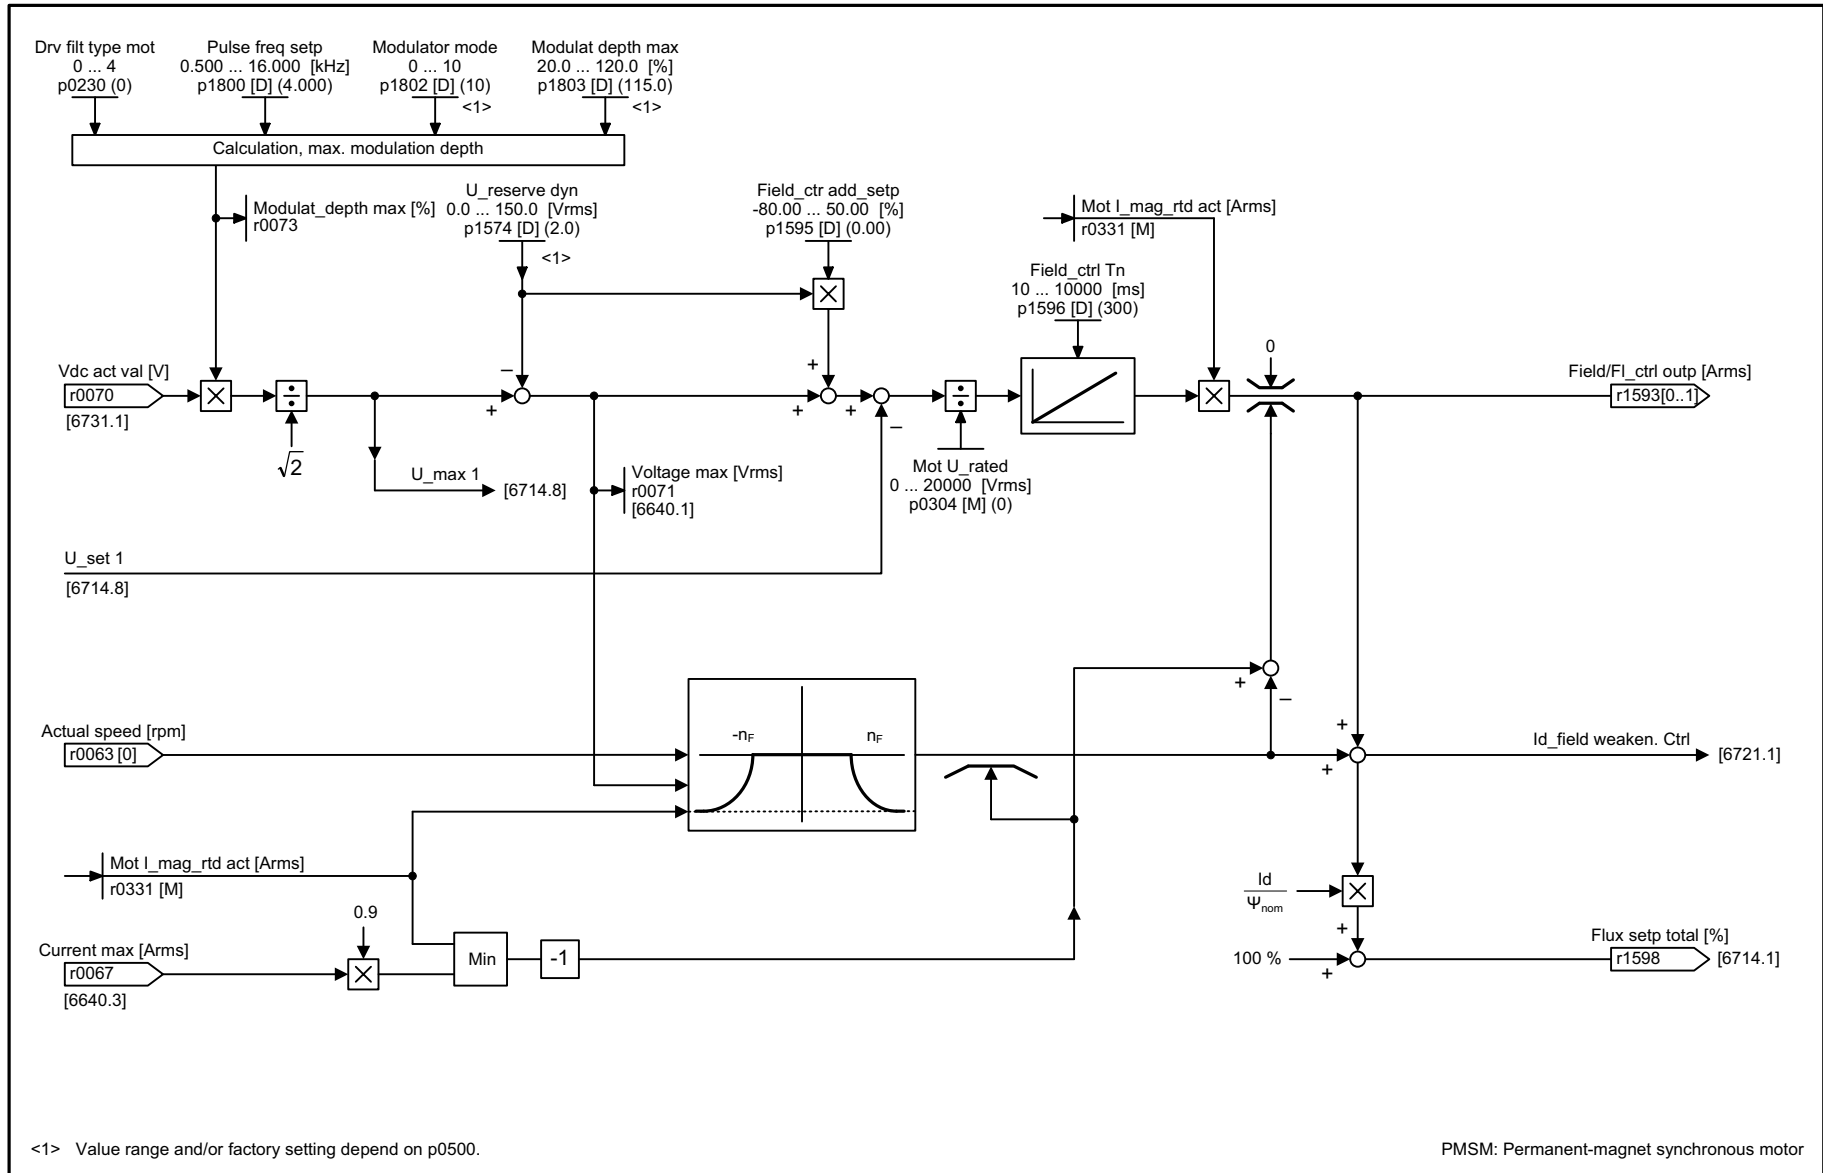 Drv filt type mot
0 ... 4
p0230 (0)
Pulse freq setp
0.500 ... 16.000 [kHz]
p1800 [D] (4.000)
Modulator mode
0 ... 10
p1802 [D] (10)
<1>
Modulat depth max
20.0 ... 120.0 [%]
p1803 [D] (115.0)
<1>
Calculation, max. modulation depth
Modulat_depth max [%]
r0073
U_reserve dyn
0.0 ... 150.0 [Vrms]
p1574 [D] (2.0)
<1>
Field_ctr add_setp
-80.00 ... 50.00 [%]
p1595 [D] (0.00)
Mot I_mag_rtd act [Arms]
r0331 [M]
Field_ctrl Tn
10 ... 10000 [ms]
p1596 [D] (300)
×
0
Vdc act val [V]
r0070
[6731.1]
×
÷
√2
–
+
+
+
+
–
÷
×
Field/Fl_ctrl outp [Arms]
r1593[0..1]
U_max 1
[6714.8]
Voltage max [Vrms]
r0071
[6640.1]
Mot U_rated
0 ... 20000 [Vrms]
p0304 [M] (0)
U_set 1
[6714.8]
+
–
Actual speed [rpm]
r0063 [0]
-nF
nF
+
+
Id_field weaken. Ctrl
[6721.1]
Mot I_mag_rtd act [Arms]
r0331 [M]
Id
Ψnom
×
0.9
Current max [Arms]
r0067
[6640.3]
×
Min
-1
100 %
+
+
Flux setp total [%]
r1598
[6714.1]
<1> Value range and/or factory setting depend on p0500.
PMSM: Permanent-magnet synchronous motor